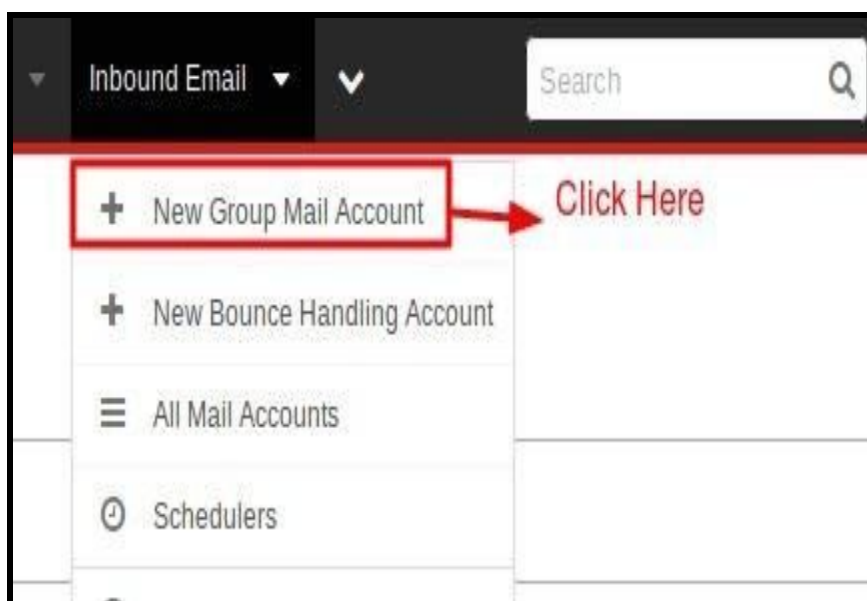 Inbound Email
Search
New Group Mail Account
Click Here
New Bounce Handling Account
All Mail Accounts
Schedulers